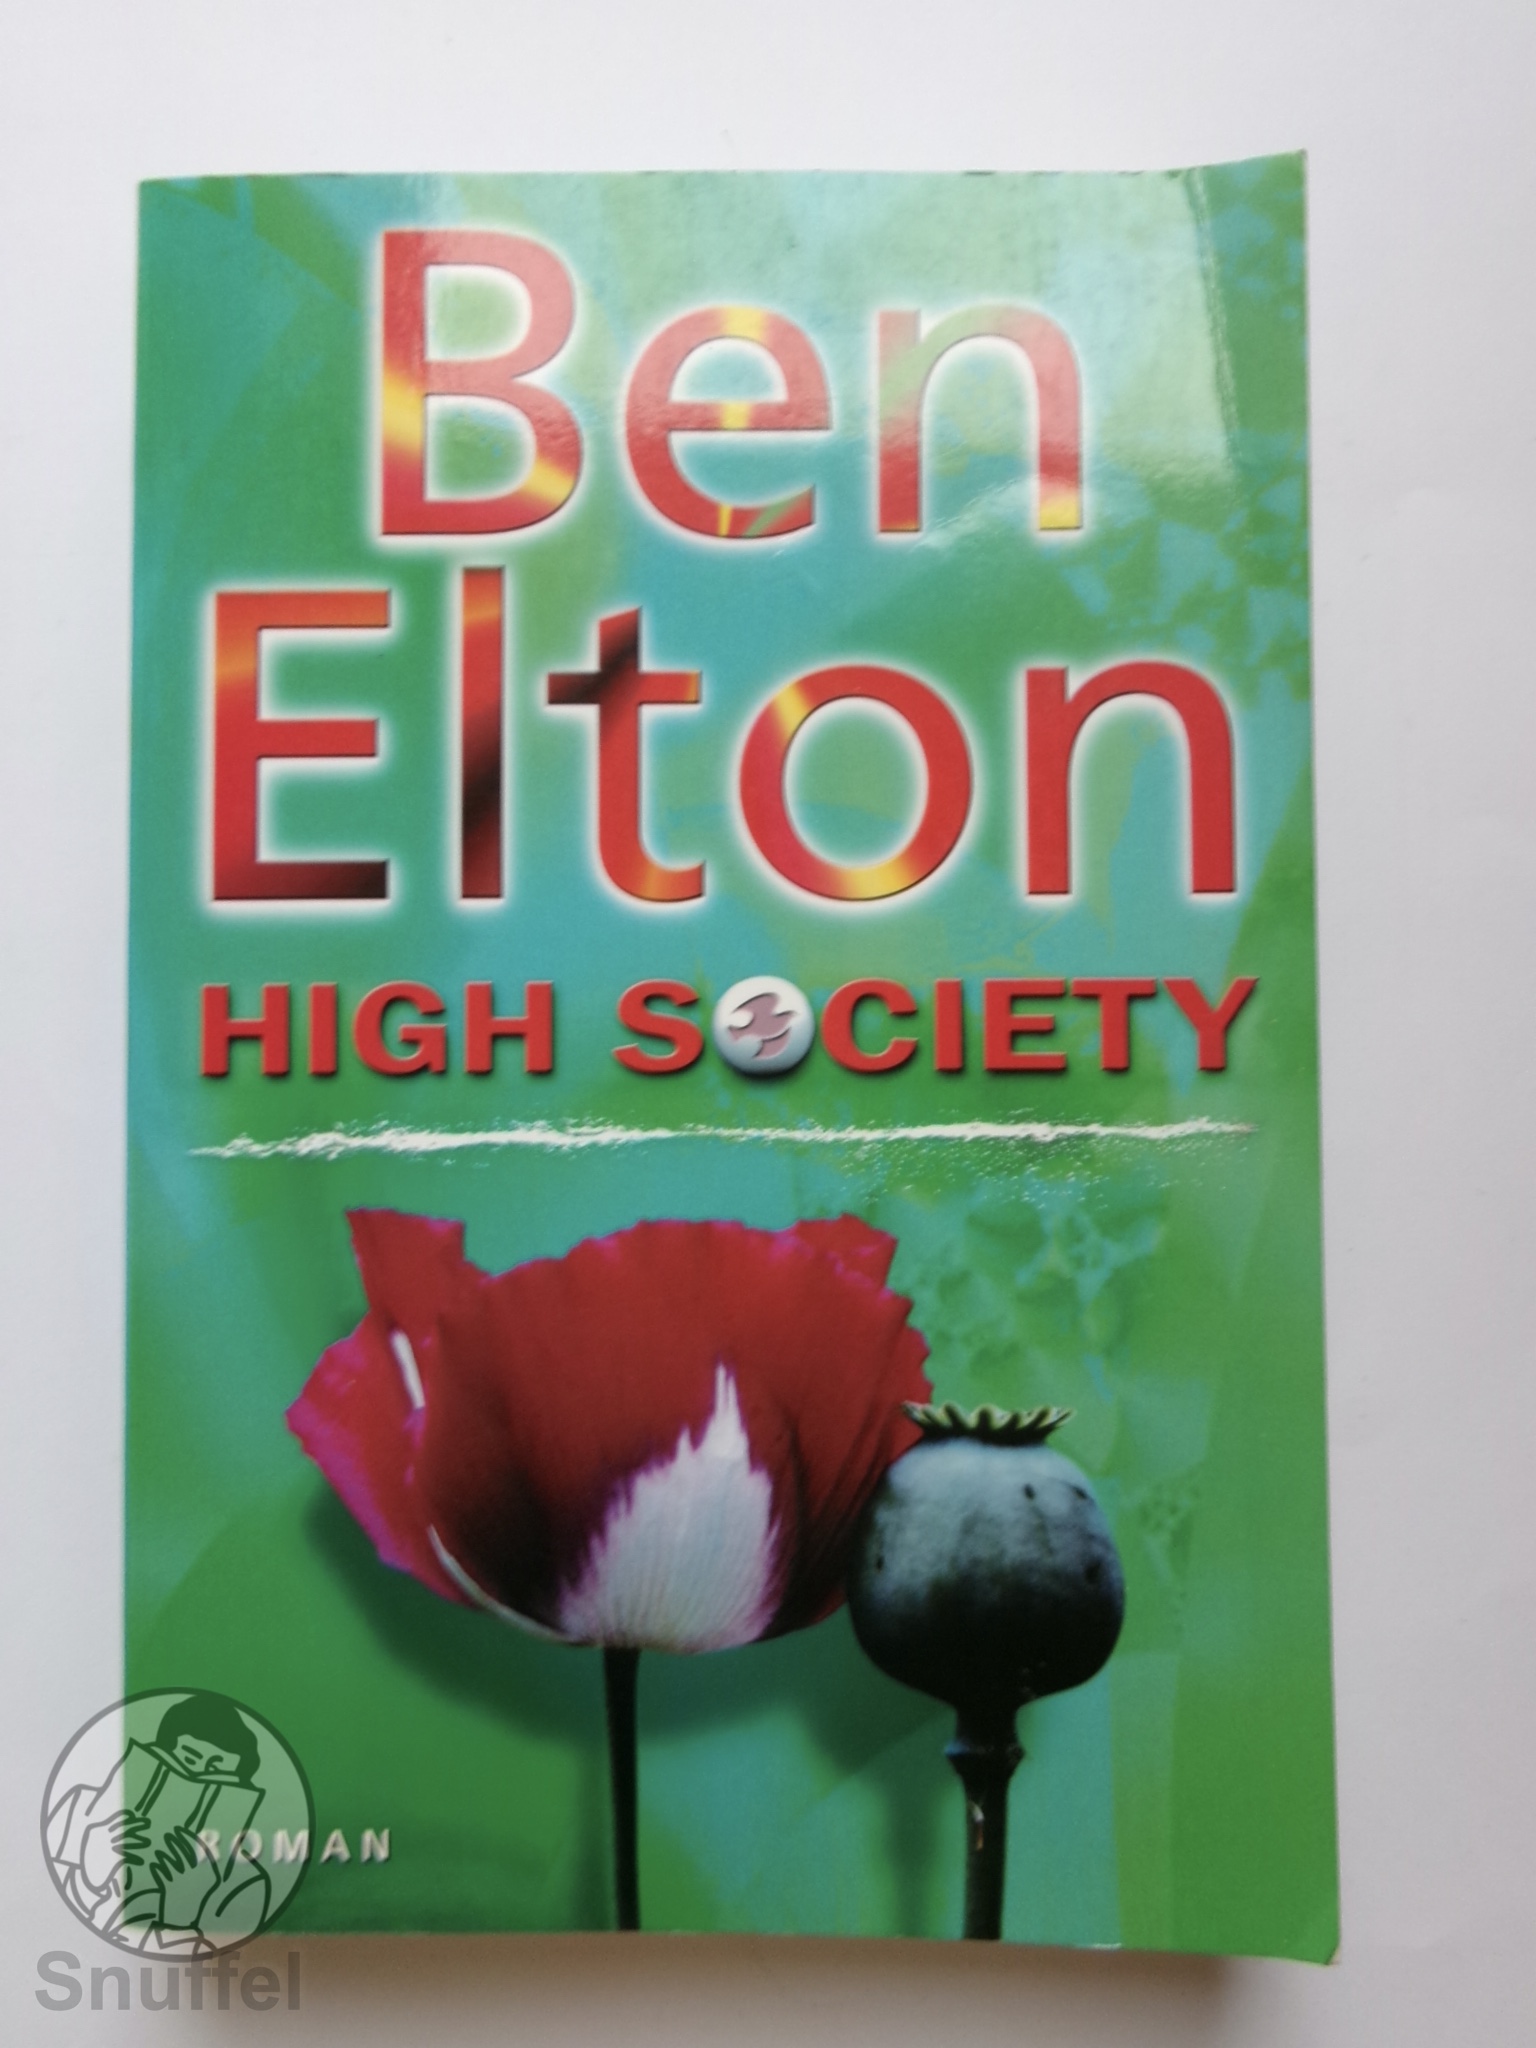 Ben
Elton
HIGH SOCIETY
ROMAN
Snuffel